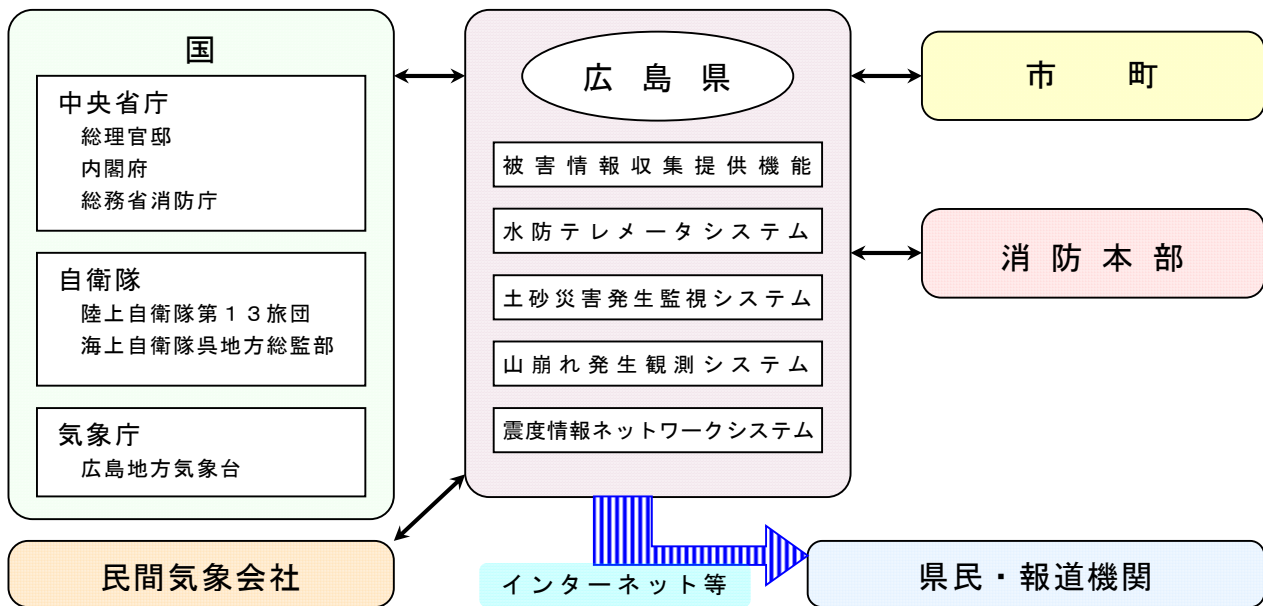 国
中央省庁
総理官邸
内閣府
総務省消防庁
自衛隊
陸上自衛隊第１３旅団
海上自衛隊呉地方総監部
気象庁
広島地方気象台
民間気象会社
広島県
被害情報収集提供機能
水防テレメータシステム
土砂災害発生監視システム
山崩れ発生観測システム
震度情報ネットワークシステム
インターネット等
市　町
消防本部
県民・報道機関